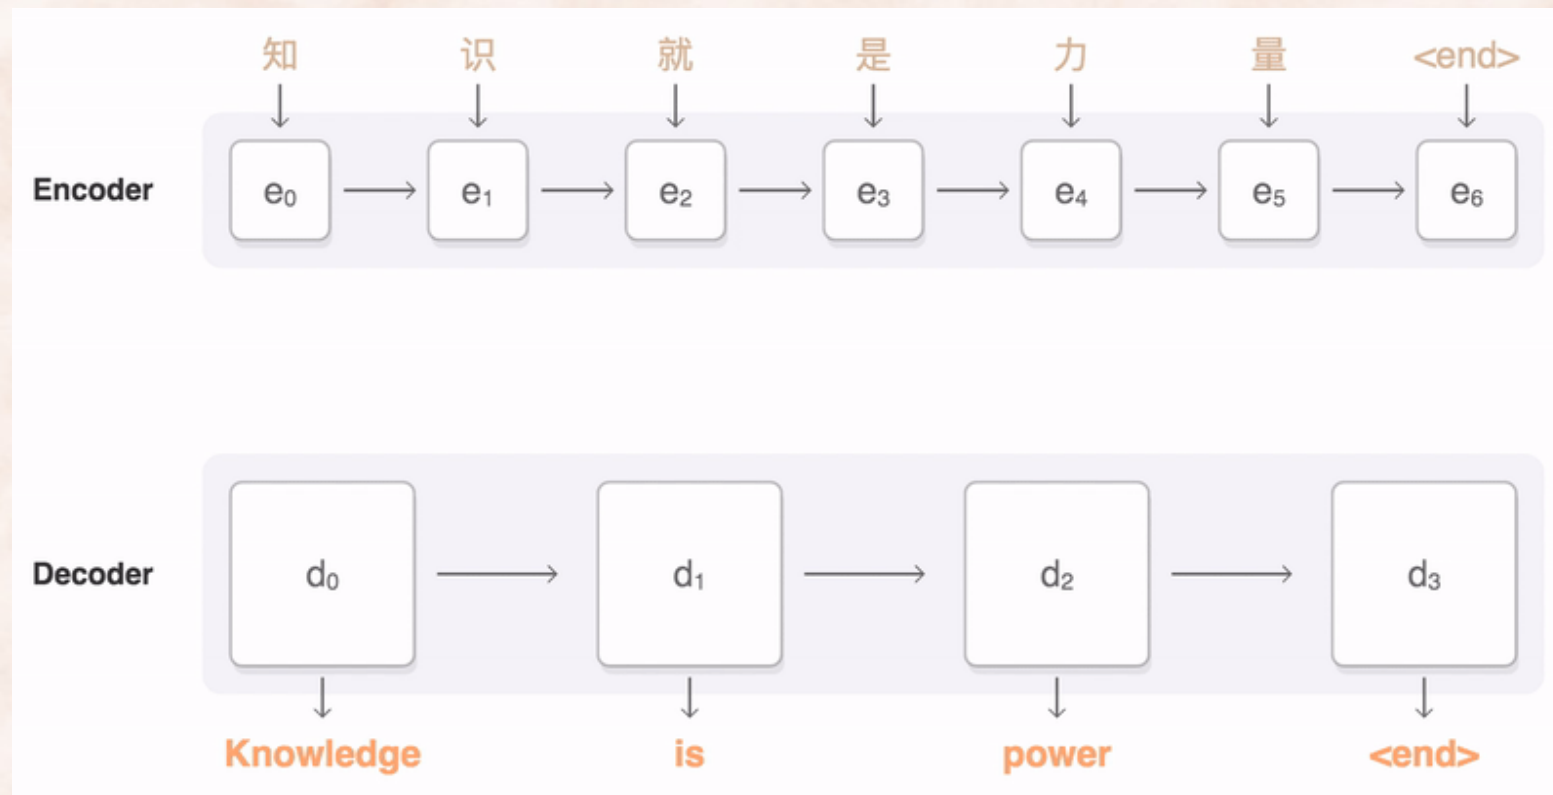 知 识 就 是 力 量 <end>
Encoder e₀ e₁ e₂ e₃ e₄ e₅ e₆
Decoder d₀ d₁ d₂ d₃
Knowledge is power <end>